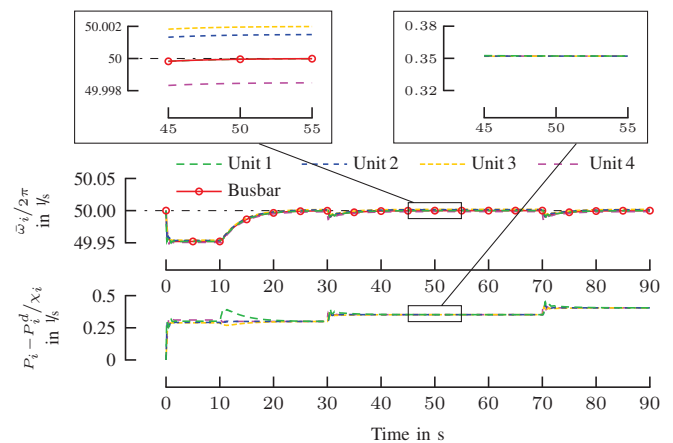 50.002
50
49.998
45 50 55
0.38
0.35
0.32
45 50 55
Unit 1 Unit 2 Unit 3 Unit 4
Busbar
ω̄ᵢ/2π
in 1/s
50.05
50.00
49.95
0 10 20 30 40 50 60 70 80 90
Pᵢ−Pᵢᵈ/χᵢ
in 1/s
0.5
0.25
0
0 10 20 30 40 50 60 70 80 90
Time in s